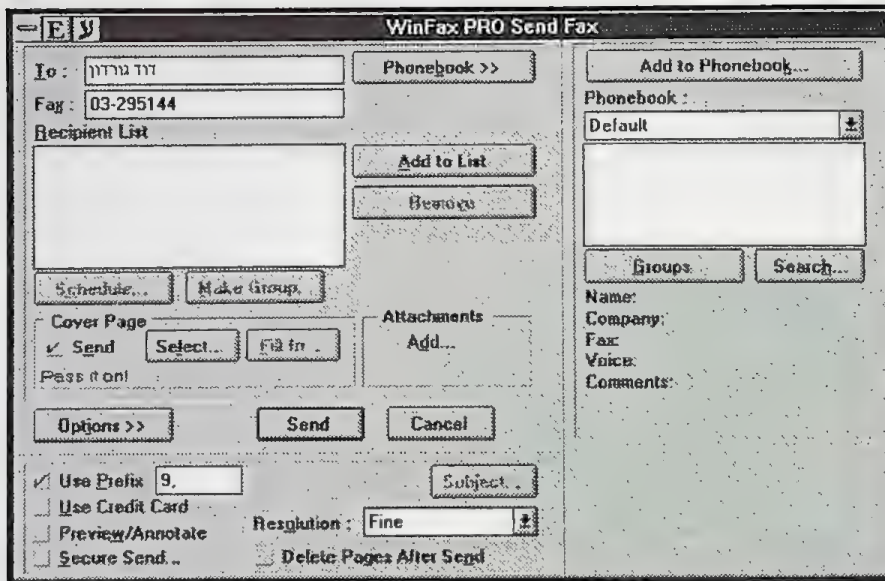 E У WinFax PRO Send Fax
To: דוד גורדון
Phonebook >>
Fax: 03-295144
Recipient List
Add to List
Remove
Schedule... Make Group
Cover Page
Send Select... Fill In...
Pass it on!
Attachments
Add...
Options >> Send Cancel
Use Prefix 9,
Subject...
Use Credit Card
Preview/Annotate
Resolution: Fine
Secure Send...
Delete Pages After Send
Add to Phonebook...
Phonebook:
Default
Groups Search...
Name:
Company:
Fax:
Voice:
Comments: